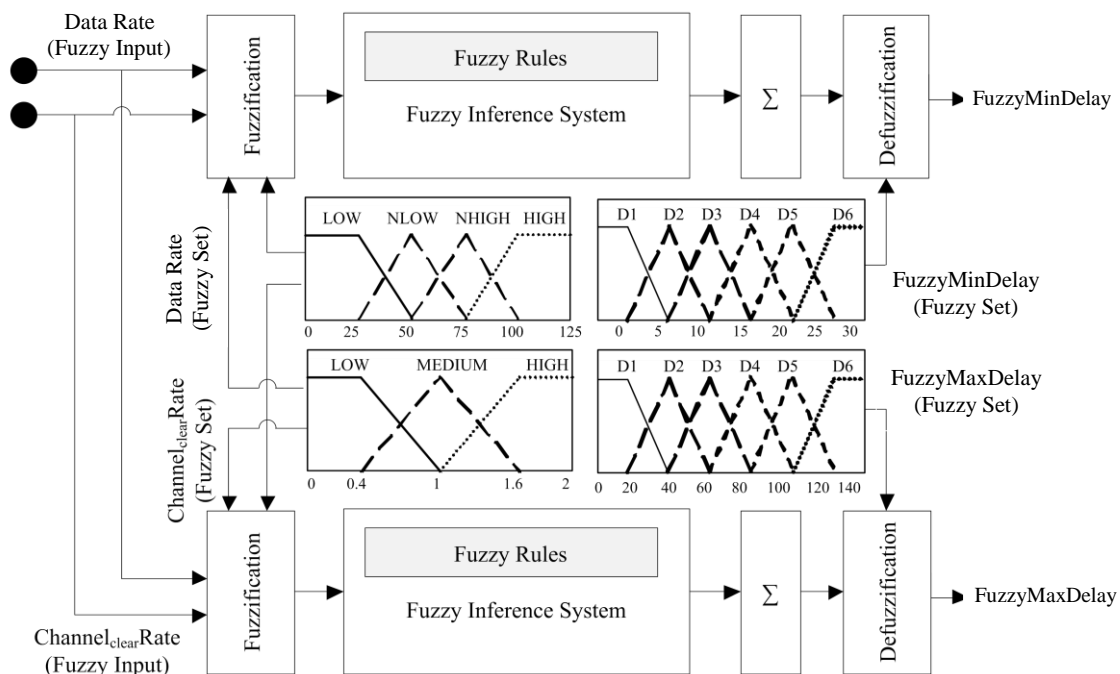 Data Rate
(Fuzzy Input)
Fuzzification
Fuzzy Rules
Fuzzy Inference System
Σ
Defuzzification
FuzzyMinDelay
Data Rate
(Fuzzy Set)
LOW NLOW NHIGH HIGH
0 25 50 75 100 125
D1 D2 D3 D4 D5 D6
0 5 10 15 20 25 30
FuzzyMinDelay
(Fuzzy Set)
ChannelclearRate
(Fuzzy Set)
LOW MEDIUM HIGH
0 0.4 1 1.6 2
D1 D2 D3 D4 D5 D6
0 20 40 60 80 100 120 140
FuzzyMaxDelay
(Fuzzy Set)
Fuzzification
Fuzzy Rules
Fuzzy Inference System
Σ
Defuzzification
FuzzyMaxDelay
ChannelclearRate
(Fuzzy Input)